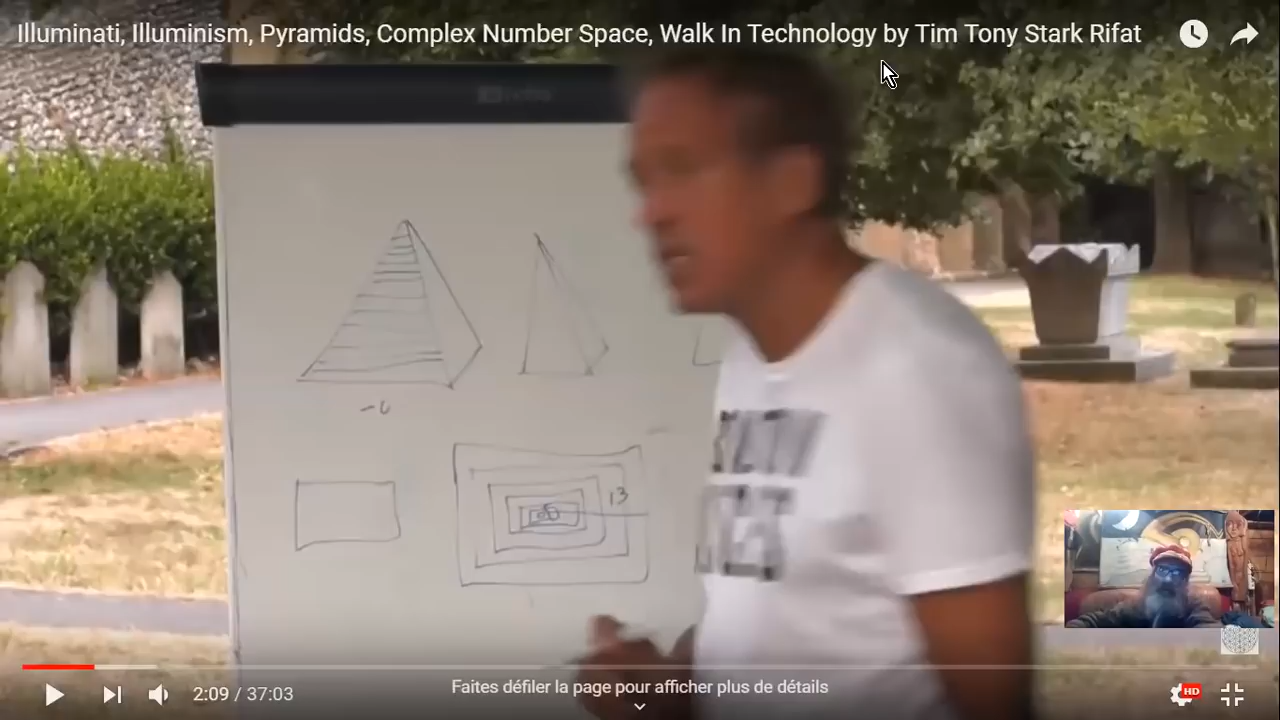 Illuminati, Illuminism, Pyramids, Complex Number Space, Walk In Technology by Tim Tony Stark Rifat
13
2:09 / 37:03
Faites défiler la page pour afficher plus de détails
HD